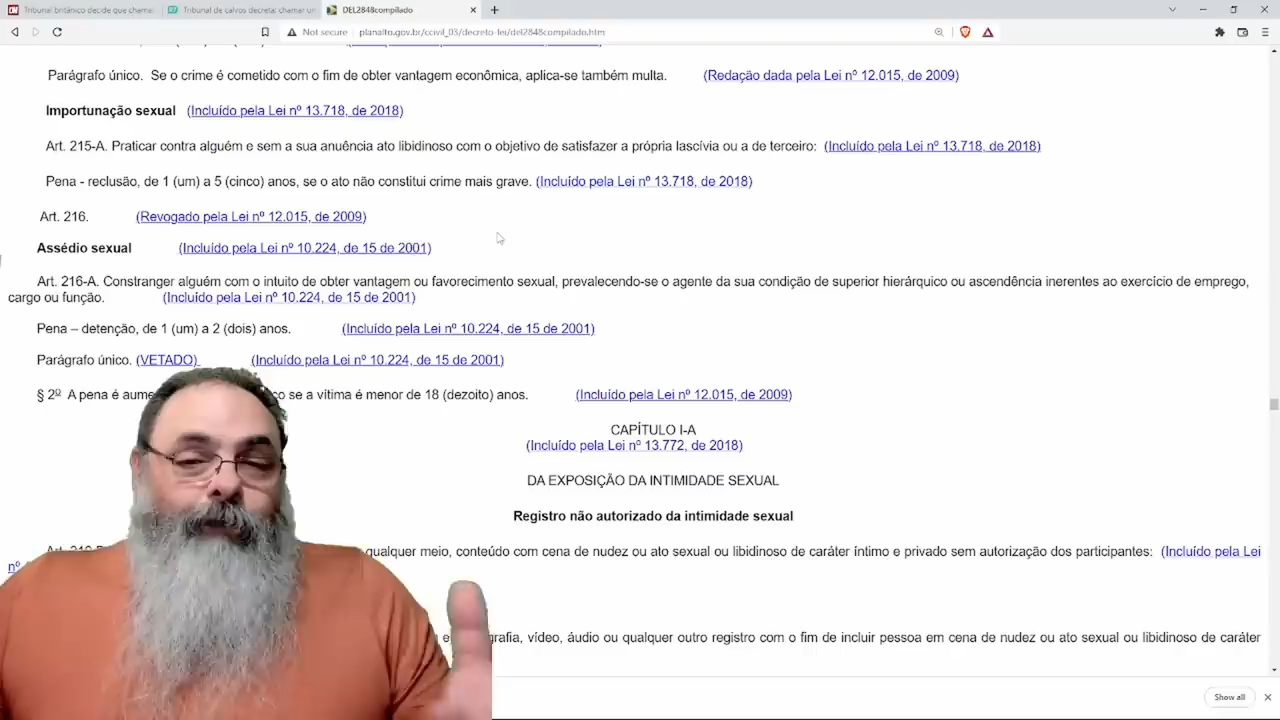 Tribunal britânico decide que chama
Tribunal de calvos decreta: chamar un
DEL2848compilado
Not secure planalto.gov.br/ccivil_03/decreto-lei/del2848compilado.htm
Parágrafo único. Se o crime é cometido com o fim de obter vantagem econômica, aplica-se também multa. (Redação dada pela Lei nº 12.015, de 2009)
Importunação sexual (Incluído pela Lei nº 13.718, de 2018)
Art. 215-A. Praticar contra alguém e sem a sua anuência ato libidinoso com o objetivo de satisfazer a própria lascívia ou a de terceiro: (Incluído pela Lei nº 13.718, de 2018)
Pena - reclusão, de 1 (um) a 5 (cinco) anos, se o ato não constitui crime mais grave. (Incluído pela Lei nº 13.718, de 2018)
Art. 216. (Revogado pela Lei nº 12.015, de 2009)
Assédio sexual (Incluído pela Lei nº 10.224, de 15 de 2001)
Art. 216-A. Constranger alguém com o intuito de obter vantagem ou favorecimento sexual, prevalecendo-se o agente da sua condição de superior hierárquico ou ascendência inerentes ao exercício de emprego,
cargo ou função. (Incluído pela Lei nº 10.224, de 15 de 2001)
Pena – detenção, de 1 (um) a 2 (dois) anos. (Incluído pela Lei nº 10.224, de 15 de 2001)
Parágrafo único. (VETADO) (Incluído pela Lei nº 10.224, de 15 de 2001)
§ 2º A pena é aume co se a vítima é menor de 18 (dezoito) anos. (Incluído pela Lei nº 12.015, de 2009)
CAPÍTULO I-A
(Incluído pela Lei nº 13.772, de 2018)
DA EXPOSIÇÃO DA INTIMIDADE SEXUAL
Registro não autorizado da intimidade sexual
qualquer meio, conteúdo com cena de nudez ou ato sexual ou libidinoso de caráter íntimo e privado sem autorização dos participantes: (Incluído pela Lei
nº
grafia, vídeo, áudio ou qualquer outro registro com o fim de incluir pessoa em cena de nudez ou ato sexual ou libidinoso de caráter
Show all